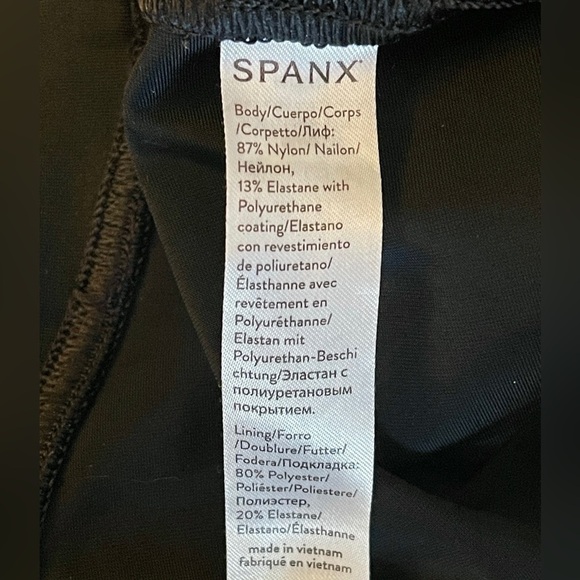 SPANX
Body/Cuerpo/Corps
/Corpetto/Лиф:
87% Nylon/ Nailon/
Нейлон,
13% Elastane with
Polyurethane
coating/Elastano
con revestimiento
de poliuretano/
Élasthanne avec
revêtement en
Polyuréthanne/
Elastan mit
Polyurethan-Beschi
chtung/Эластан с
полиуретановым
покрытием.
Lining/Forro
/Doublure/Futter/
Fodera/Подкладка:
80% Polyester/
Poliéster/Poliestere/
Полиэстер,
20% Elastane/
Elastano/Élasthanne
made in vietnam
fabriqué en vietnam